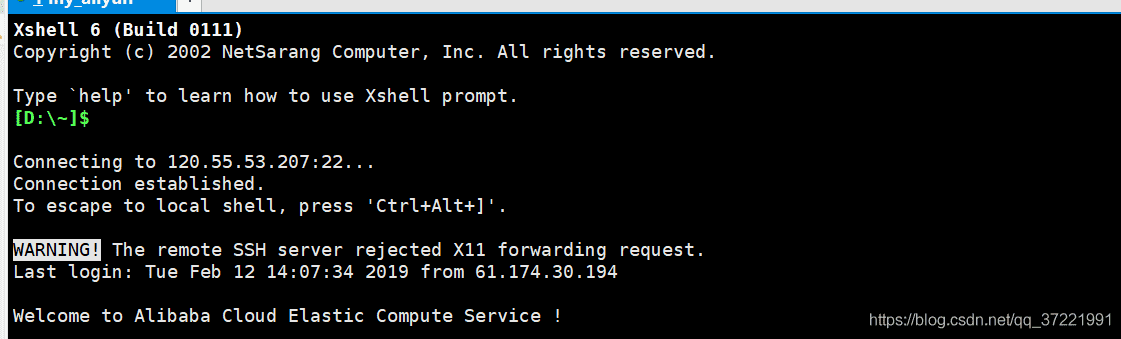 my_aliyun
Xshell 6 (Build 0111)
Copyright (c) 2002 NetSarang Computer, Inc. All rights reserved.
Type `help' to learn how to use Xshell prompt.
[D:\~]$
Connecting to 120.55.53.207:22...
Connection established.
To escape to local shell, press 'Ctrl+Alt+]'.
WARNING! The remote SSH server rejected X11 forwarding request.
Last login: Tue Feb 12 14:07:34 2019 from 61.174.30.194
Welcome to Alibaba Cloud Elastic Compute Service !
https://blog.csdn.net/qq_37221991